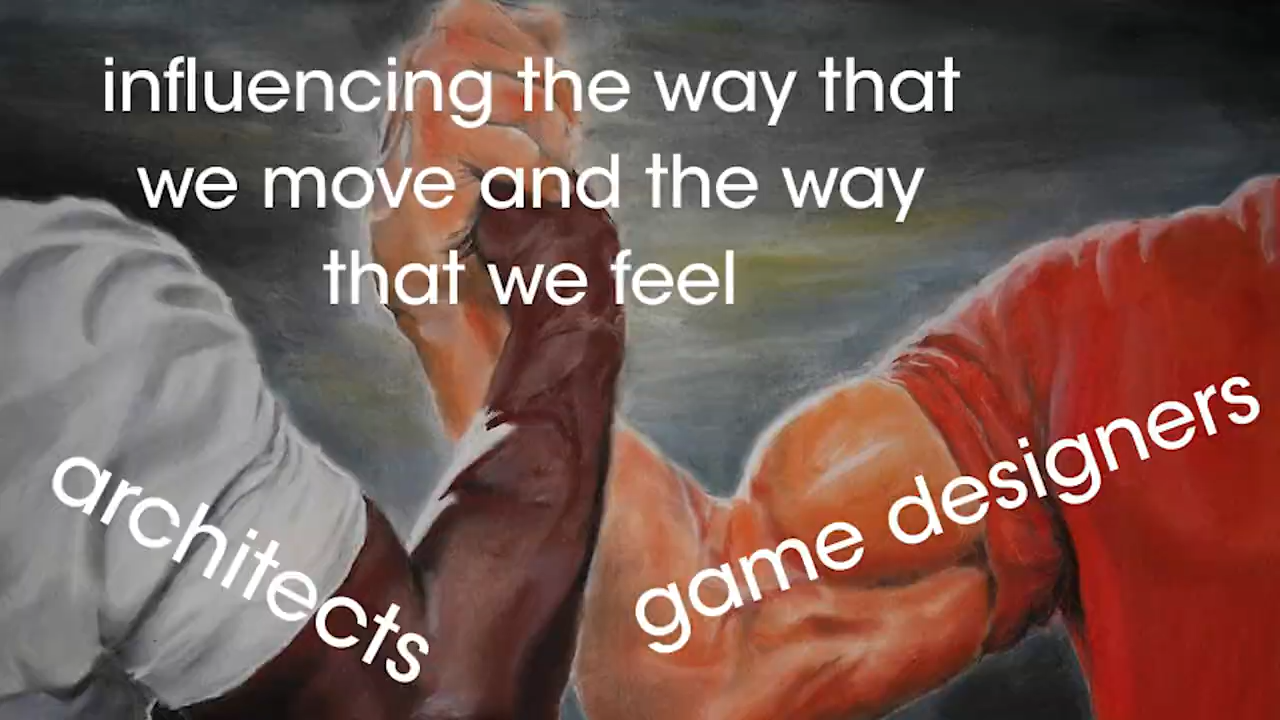 influencing the way that
we move and the way
that we feel
architects
game designers